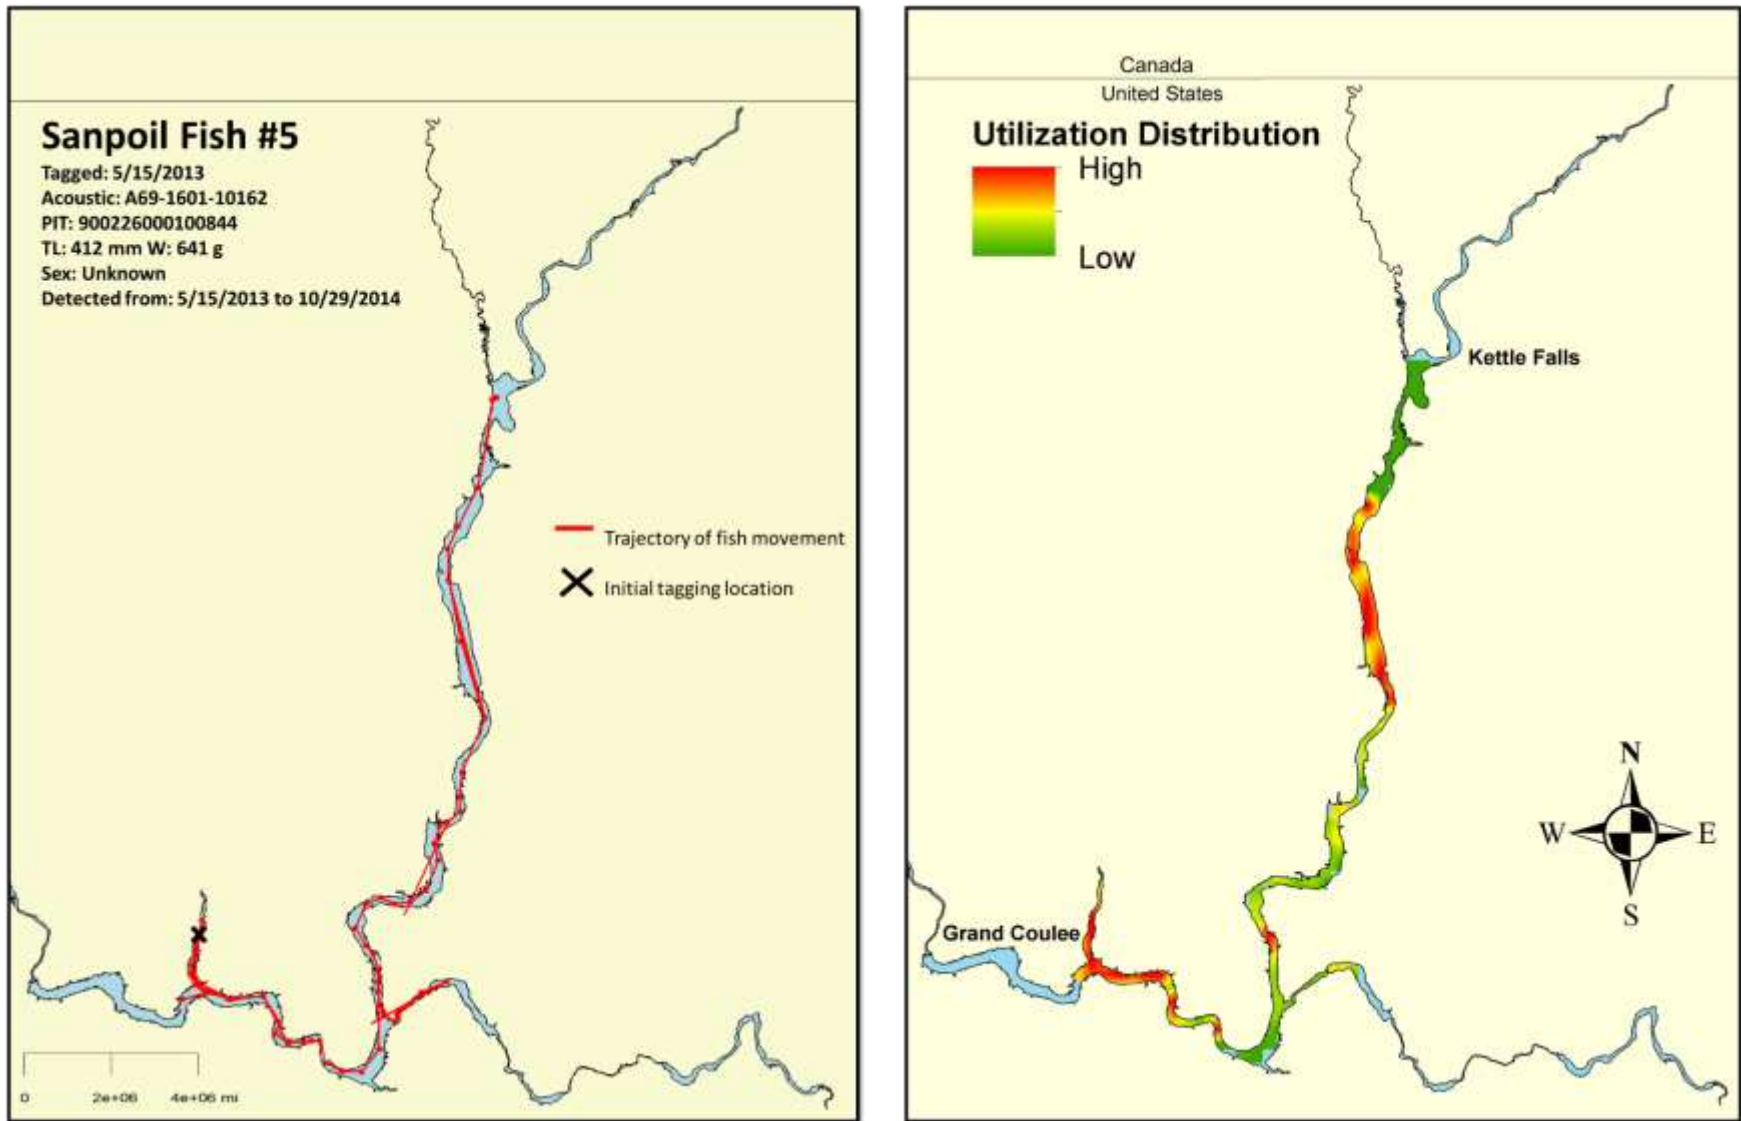 Sanpoil Fish #5
Tagged: 5/15/2013
Acoustic: A69-1601-10162
PIT: 900226000100844
TL: 412 mm W: 641 g
Sex: Unknown
Detected from: 5/15/2013 to 10/29/2014
Trajectory of fish movement
Initial tagging location
0 2e+06 4e+06 mi
Canada
United States
Utilization Distribution
High
Low
Kettle Falls
Grand Coulee
N
W E
S